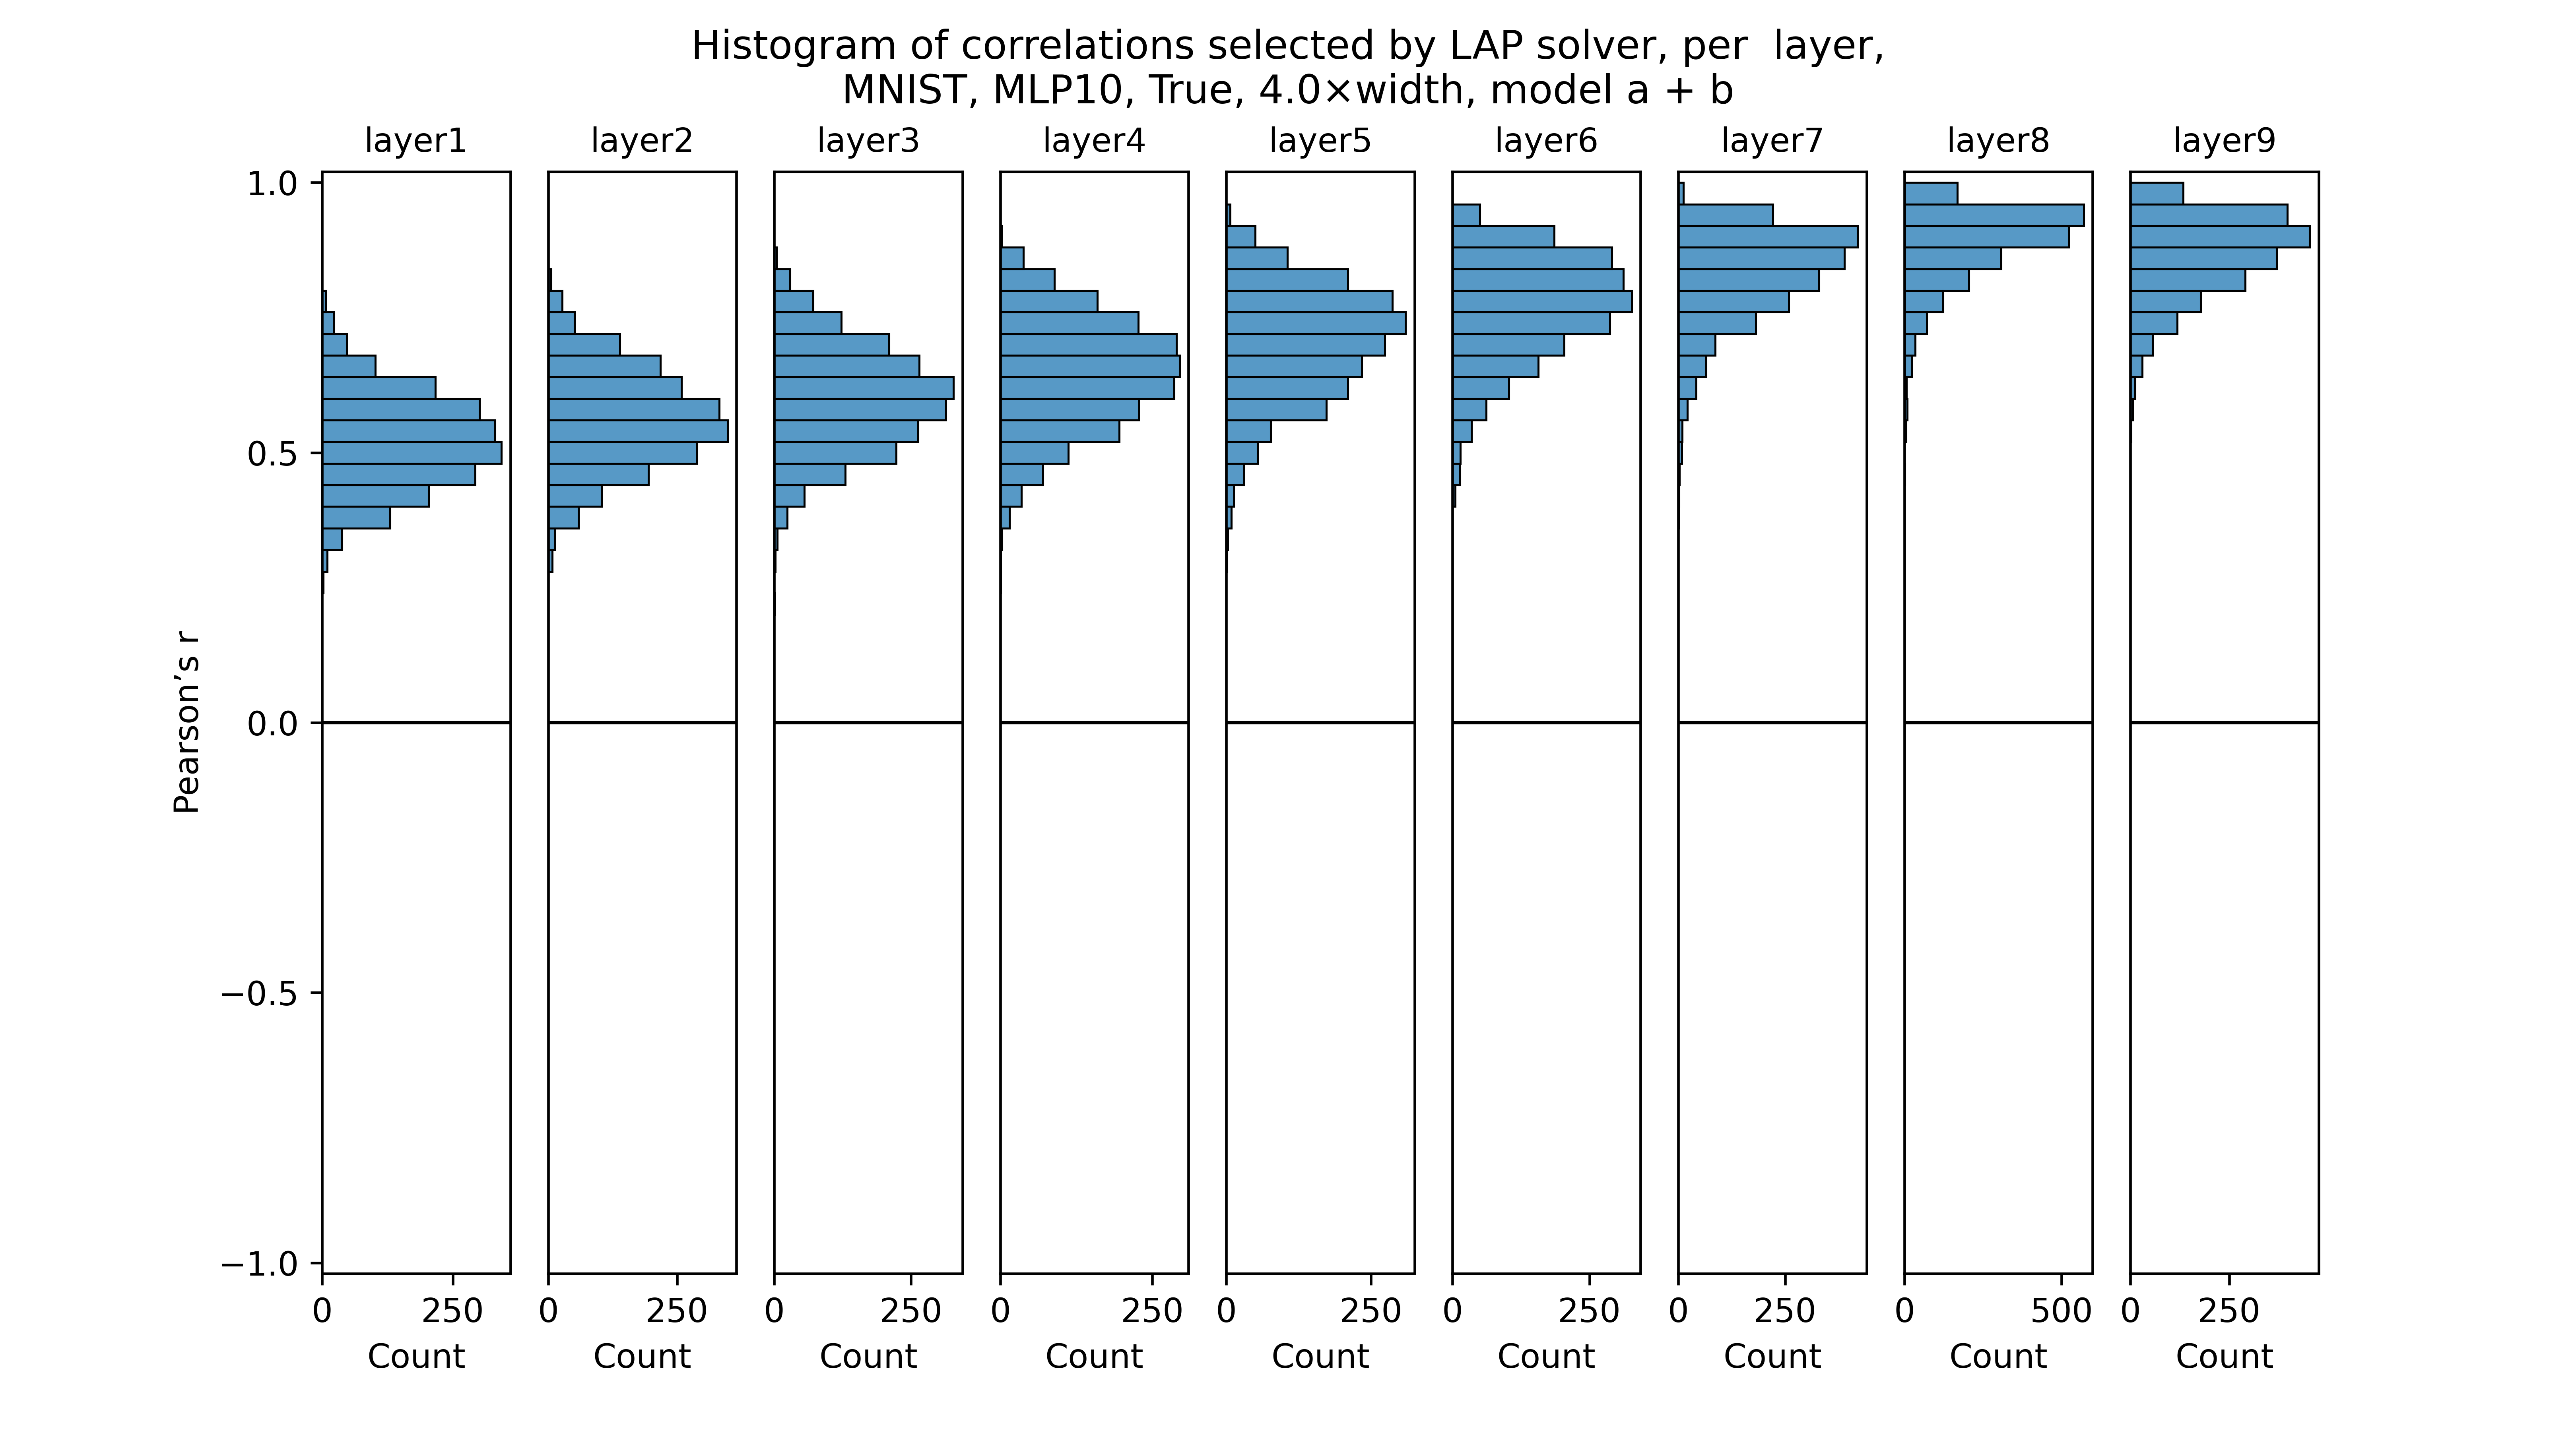 Histogram of correlations selected by LAP solver, per  layer,
MNIST, MLP10, True, 4.0×width, model a + b
layer1 layer2 layer3 layer4 layer5 layer6 layer7 layer8 layer9
1.0
0.5
0.0
−0.5
−1.0
Pearson’s r
0 250 0 250 0 250 0 250 0 250 0 250 0 250 0 500 0 250
Count Count Count Count Count Count Count Count Count